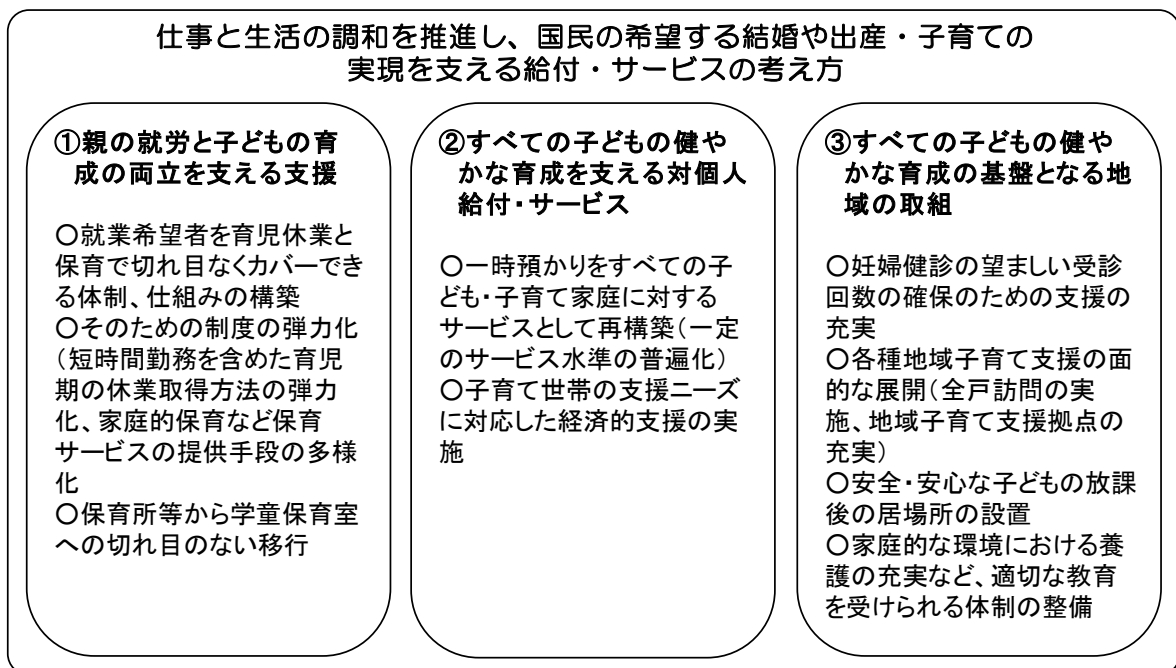 仕事と生活の調和を推進し、国民の希望する結婚や出産・子育ての
実現を支える給付・サービスの考え方
①親の就労と子どもの育
成の両立を支える支援
〇就業希望者を育児休業と
保育で切れ目なくカバーでき
る体制、仕組みの構築
〇そのための制度の弾力化
(短時間勤務を含めた育児
期の休業取得方法の弾力
化、家庭的保育など保育
サービスの提供手段の多様
化
〇保育所等から学童保育室
への切れ目のない移行
②すべての子どもの健や
かな育成を支える対個人
給付・サービス
〇一時預かりをすべての子
ども・子育て家庭に対する
サービスとして再構築(一定
のサービス水準の普遍化)
〇子育て世帯の支援ニーズ
に対応した経済的支援の実
施
③すべての子どもの健や
かな育成の基盤となる地
域の取組
〇妊婦健診の望ましい受診
回数の確保のための支援の
充実
〇各種地域子育て支援の面
的な展開(全戸訪問の実
施、地域子育て支援拠点の
充実)
〇安全・安心な子どもの放課
後の居場所の設置
〇家庭的な環境における養
護の充実など、適切な教育
を受けられる体制の整備